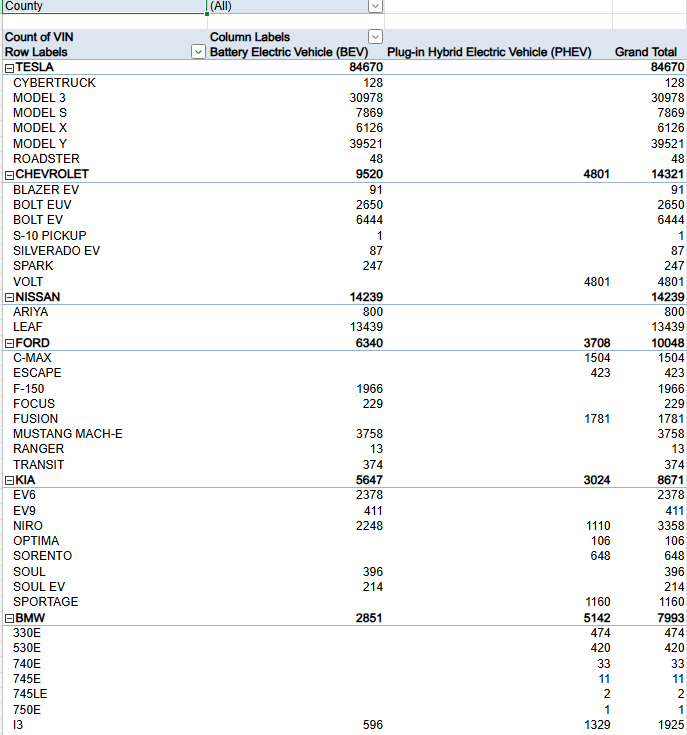 County (All)
Count of VIN Column Labels
Row Labels Battery Electric Vehicle (BEV) Plug-in Hybrid Electric Vehicle (PHEV) Grand Total
TESLA 84670 84670
CYBERTRUCK 128 128
MODEL 3 30978 30978
MODEL S 7869 7869
MODEL X 6126 6126
MODEL Y 39521 39521
ROADSTER 48 48
CHEVROLET 9520 4801 14321
BLAZER EV 91 91
BOLT EUV 2650 2650
BOLT EV 6444 6444
S-10 PICKUP 1 1
SILVERADO EV 87 87
SPARK 247 247
VOLT 4801 4801
NISSAN 14239 14239
ARIYA 800 800
LEAF 13439 13439
FORD 6340 3708 10048
C-MAX 1504 1504
ESCAPE 423 423
F-150 1966 1966
FOCUS 229 229
FUSION 1781 1781
MUSTANG MACH-E 3758 3758
RANGER 13 13
TRANSIT 374 374
KIA 5647 3024 8671
EV6 2378 2378
EV9 411 411
NIRO 2248 1110 3358
OPTIMA 106 106
SORENTO 648 648
SOUL 396 396
SOUL EV 214 214
SPORTAGE 1160 1160
BMW 2851 5142 7993
330E 474 474
530E 420 420
740E 33 33
745E 11 11
745LE 2 2
750E 1 1
I3 596 1329 1925